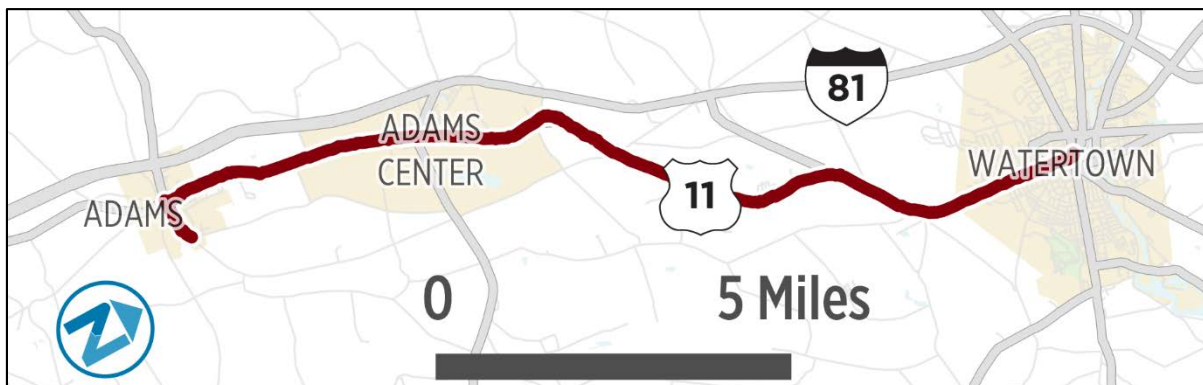 81
ADAMS
CENTER
WATERTOWN
11
ADAMS
0 5 Miles
N